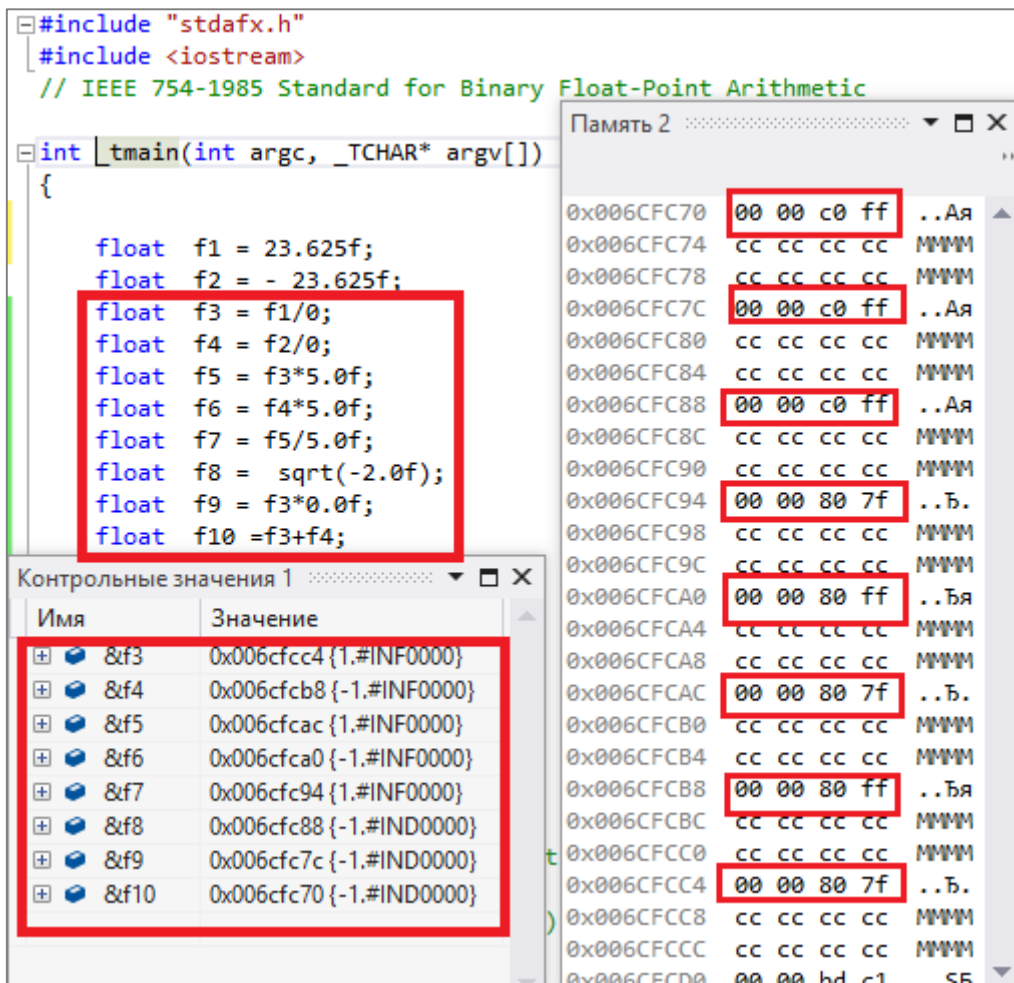 #include "stdafx.h"
#include <iostream>
// IEEE 754-1985 Standard for Binary Float-Point Arithmetic
int _tmain(int argc, _TCHAR* argv[])
{
float f1 = 23.625f;
float f2 = - 23.625f;
float f3 = f1/0;
float f4 = f2/0;
float f5 = f3*5.0f;
float f6 = f4*5.0f;
float f7 = f5/5.0f;
float f8 = sqrt(-2.0f);
float f9 = f3*0.0f;
float f10 =f3+f4;
Контрольные значения 1
Имя Значение
&f3 0x006cfcc4 {1.#INF0000}
&f4 0x006cfcb8 {-1.#INF0000}
&f5 0x006cfcac {1.#INF0000}
&f6 0x006cfca0 {-1.#INF0000}
&f7 0x006cfc94 {1.#INF0000}
&f8 0x006cfc88 {-1.#IND0000}
&f9 0x006cfc7c {-1.#IND0000}
&f10 0x006cfc70 {-1.#IND0000}
t
)
Память 2
0x006CFC70 00 00 c0 ff ..Ая
0x006CFC74 cc cc cc cc ММММ
0x006CFC78 cc cc cc cc ММММ
0x006CFC7C 00 00 c0 ff ..Ая
0x006CFC80 cc cc cc cc ММММ
0x006CFC84 cc cc cc cc ММММ
0x006CFC88 00 00 c0 ff ..Ая
0x006CFC8C cc cc cc cc ММММ
0x006CFC90 cc cc cc cc ММММ
0x006CFC94 00 00 80 7f ..Ђ.
0x006CFC98 cc cc cc cc ММММ
0x006CFC9C cc cc cc cc ММММ
0x006CFCA0 00 00 80 ff ..Ђя
0x006CFCA4 cc cc cc cc ММММ
0x006CFCA8 cc cc cc cc ММММ
0x006CFCAC 00 00 80 7f ..Ђ.
0x006CFCB0 cc cc cc cc ММММ
0x006CFCB4 cc cc cc cc ММММ
0x006CFCB8 00 00 80 ff ..Ђя
0x006CFCBC cc cc cc cc ММММ
0x006CFCC0 cc cc cc cc ММММ
0x006CFCC4 00 00 80 7f ..Ђ.
0x006CFCC8 cc cc cc cc ММММ
0x006CFCCC cc cc cc cc ММММ
0x006CFCD0 00 00 bd c1